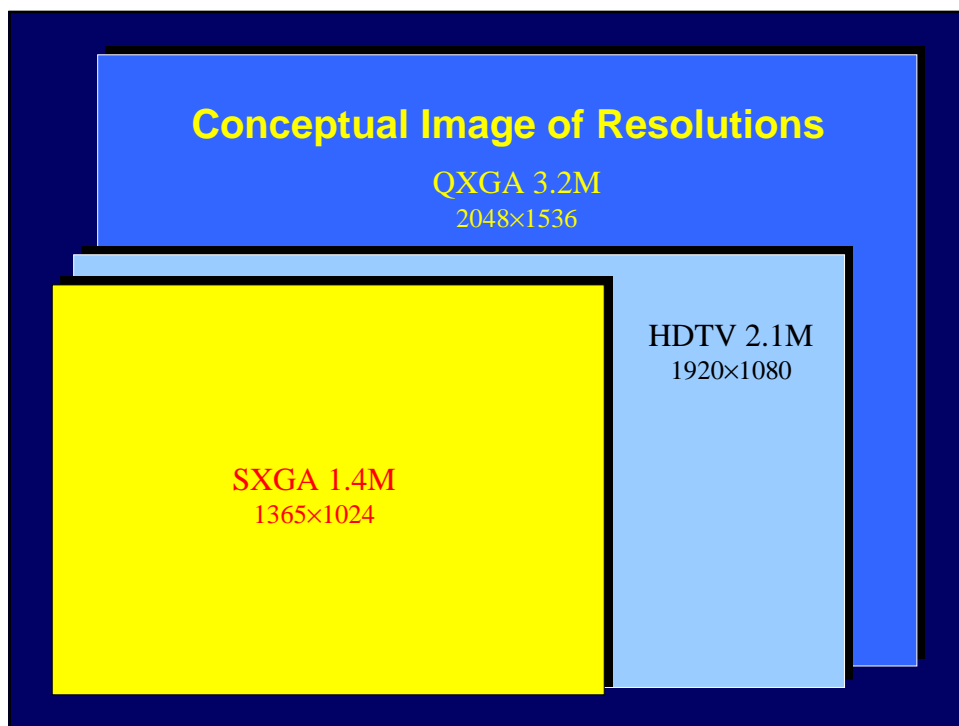 Conceptual Image of Resolutions
QXGA 3.2M
2048×1536
HDTV 2.1M
1920×1080
SXGA 1.4M
1365×1024